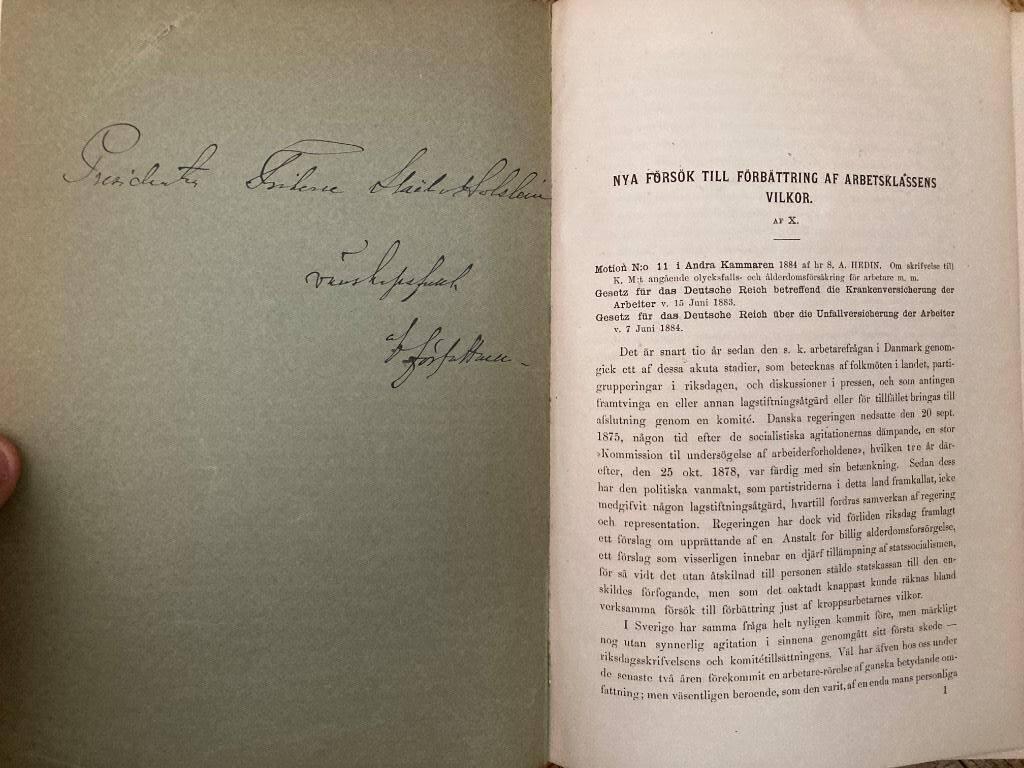 Presidenten Friherre Staël v Holstein
vänskapsfullt
af författaren
NYA FÖRSÖK TILL FÖRBÄTTRING AF ARBETSKLASSENS
VILKOR.
AF X.
Motion N:o 11 i Andra Kammaren 1884 af hr S. A. HEDIN. Om skrifvelse till
K. M:t angående olycksfalls- och ålderdomsförsäkring för arbetare m. m.
Gesetz für das Deutsche Reich betreffend die Krankenversicherung der
Arbeiter v. 15 Juni 1883.
Gesetz für das Deutsche Reich über die Unfallversicherung der Arbeiter
v. 7 Juni 1884.
Det är snart tio år sedan den s. k. arbetarefrågan i Danmark genom-
gick ett af dessa akuta stadier, som betecknas af folkmöten i landet, parti-
grupperingar i riksdagen, och diskussioner i pressen, och som antingen
framtvinga en eller annan lagstiftningsåtgärd eller för tillfället bringas till
afslutning genom en komité. Danska regeringen nedsatte den 20 sept.
1875, någon tid efter de socialistiska agitationernas dämpande, en stor
»Kommission til undersögelse af arbeiderforholdene», hvilken tre år där-
efter, den 25 okt. 1878, var färdig med sin betænkning. Sedan dess
har den politiska vanmakt, som partistriderna i detta land framkallat, icke
medgifvit någon lagstiftningsåtgärd, hvartill fordras samverkan af regering
och representation. Regeringen har dock vid förliden riksdag framlagt
ett förslag om upprättande af en Anstalt for billig alderdomsforsörgelse,
ett förslag som visserligen innebar en djärf tillämpning af statssocialismen,
för så vidt det utan åtskilnad till personen stälde statskassan till den en-
skildes förfogande, men som det oaktadt knappast kunde räknas bland
verksamma försök till förbättring just af kroppsarbetarnes vilkor.
I Sverige har samma fråga helt nyligen kommit före, men märkligt
nog utan synnerlig agitation i sinnena genomgått sitt första skede —
riksdagsskrifvelsens och komitétillsättningens. Väl har äfven hos oss under
de senaste två åren förekommit en arbetare-rörelse af ganska betydande om-
fattning; men väsentligen beroende, som den varit, af en enda mans personliga
1